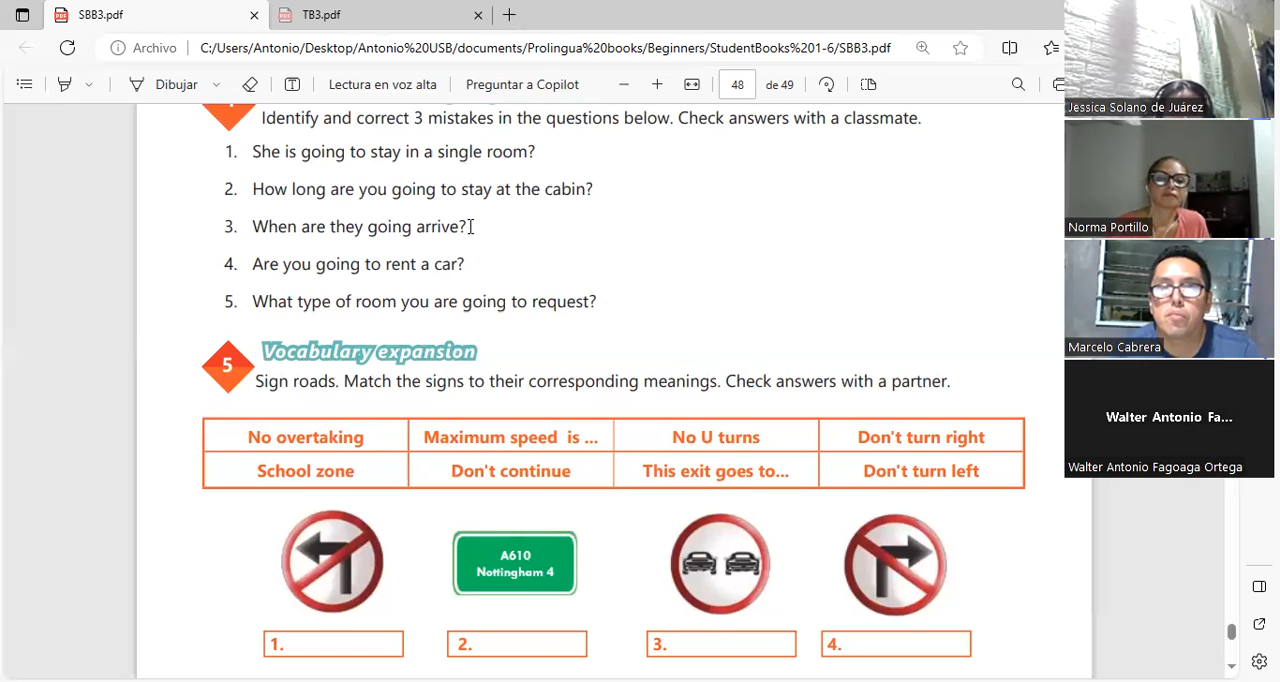 SBB3.pdf
TB3.pdf
Archivo
C:/Users/Antonio/Desktop/Antonio%20USB/documents/Prolingua%20books/Beginners/StudentBooks%201-6/SBB3.pdf
Dibujar
Lectura en voz alta
Preguntar a Copilot
48
de 49
Identify and correct 3 mistakes in the questions below. Check answers with a classmate.
1. She is going to stay in a single room?
2. How long are you going to stay at the cabin?
3. When are they going arrive?
4. Are you going to rent a car?
5. What type of room you are going to request?
5
Vocabulary expansion
Sign roads. Match the signs to their corresponding meanings. Check answers with a partner.
No overtaking Maximum speed is ... No U turns Don't turn right
School zone Don't continue This exit goes to... Don't turn left
A610
Nottingham 4
1. 2. 3. 4.
Jessica Solano de Juárez
Norma Portillo
Marcelo Cabrera
Walter Antonio Fa...
Walter Antonio Fagoaga Ortega